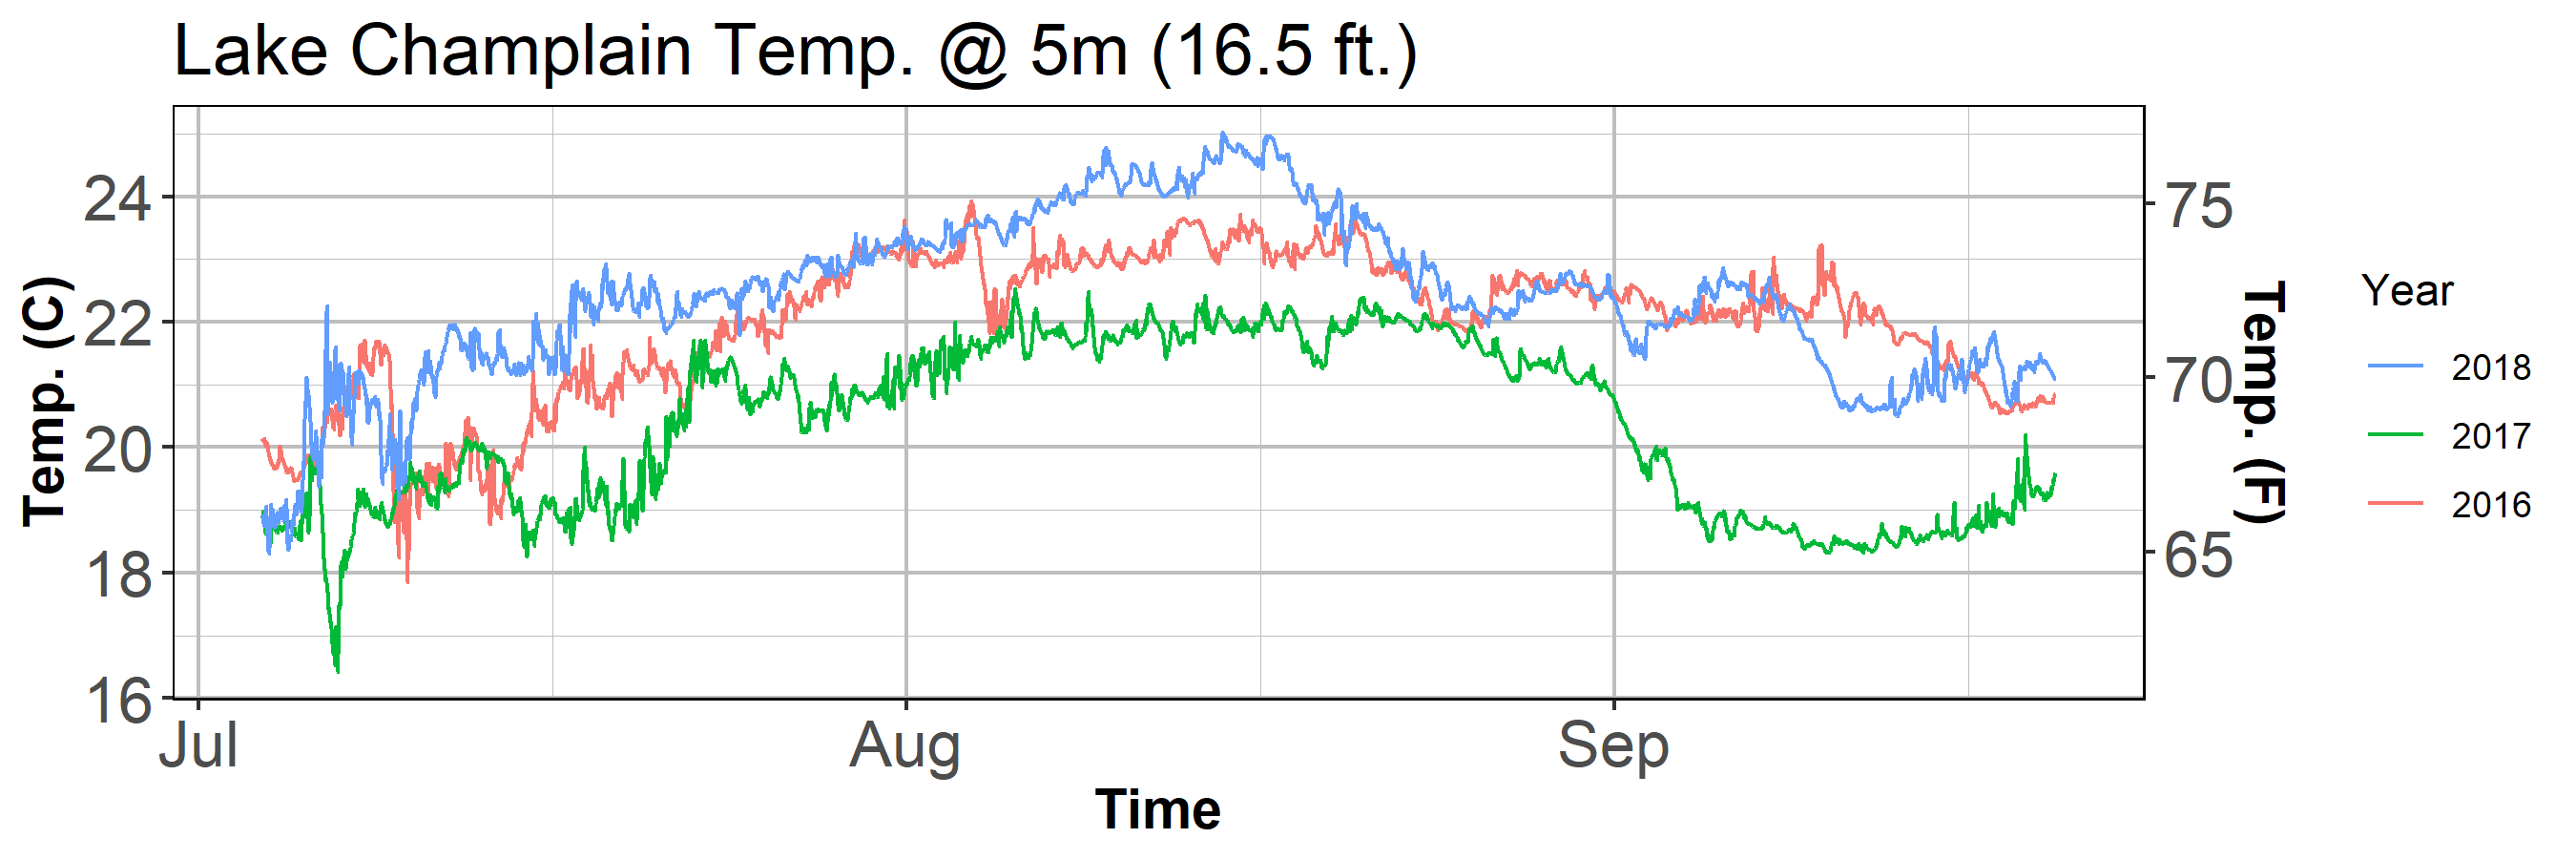 Lake Champlain Temp. @ 5m (16.5 ft.)
Temp. (C)
24
22
20
18
16
Jul
Aug
Sep
Time
75
70
65
Temp. (F)
Year
2018
2017
2016